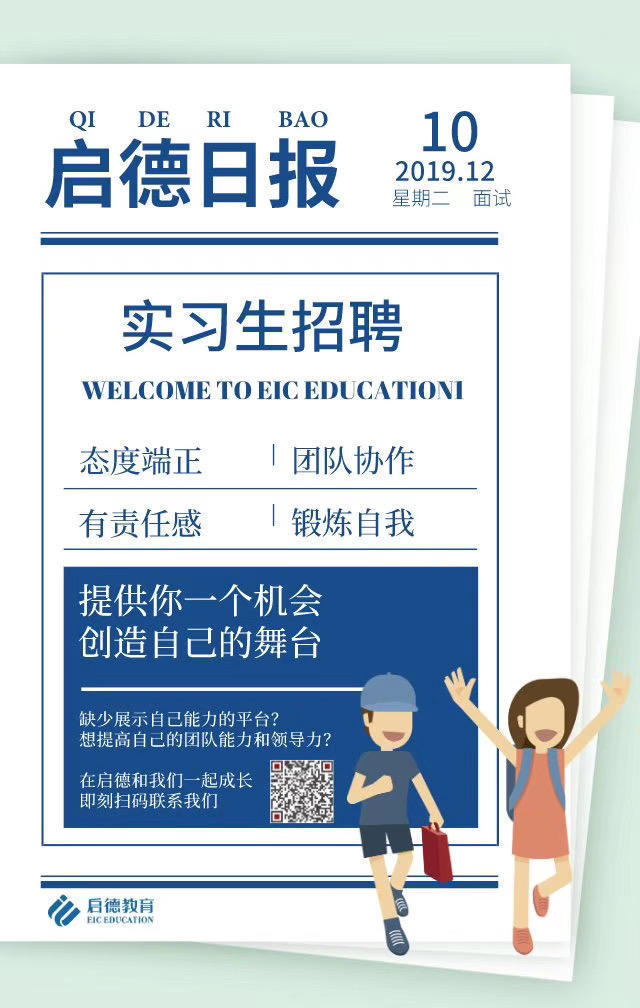 QI DE RI BAO
启德日报
10
2019.12
星期二 面试
实习生招聘
WELCOME TO EIC EDUCATIONI
态度端正 | 团队协作
有责任感 | 锻炼自我
提供你一个机会
创造自己的舞台
缺少展示自己能力的平台?
想提高自己的团队能力和领导力?
在启德和我们一起成长
即刻扫码联系我们
启德教育
EIC EDUCATION